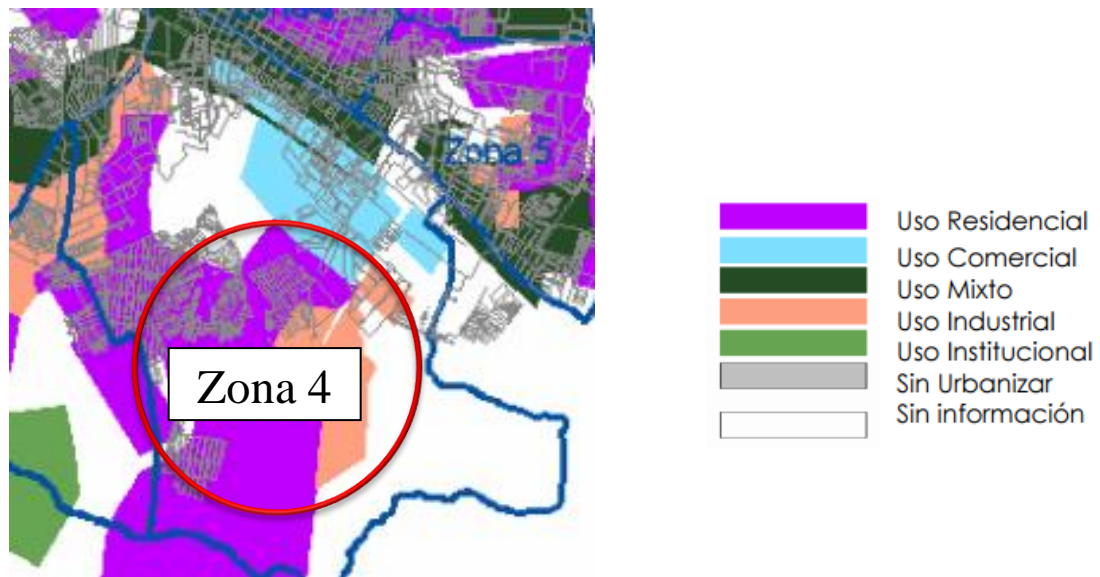 Zona 5
Zona 4
Uso Residencial
Uso Comercial
Uso Mixto
Uso Industrial
Uso Institucional
Sin Urbanizar
Sin información